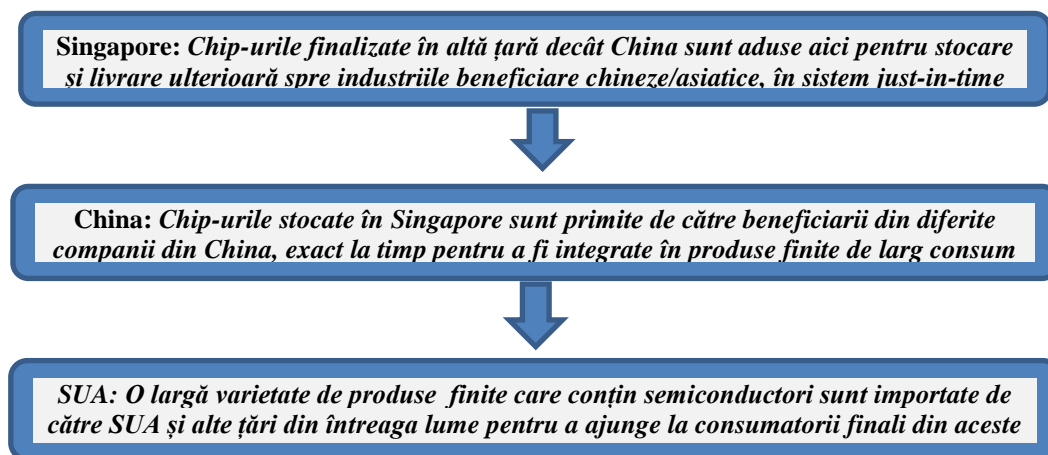 Singapore: Chip-urile finalizate în altă țară decât China sunt aduse aici pentru stocare
și livrare ulterioară spre industriile beneficiare chineze/asiatice, în sistem just-in-time
China: Chip-urile stocate în Singapore sunt primite de către beneficiarii din diferite
companii din China, exact la timp pentru a fi integrate în produse finite de larg consum
SUA: O largă varietate de produse finite care conțin semiconductori sunt importate de
către SUA și alte țări din întreaga lume pentru a ajunge la consumatorii finali din aceste